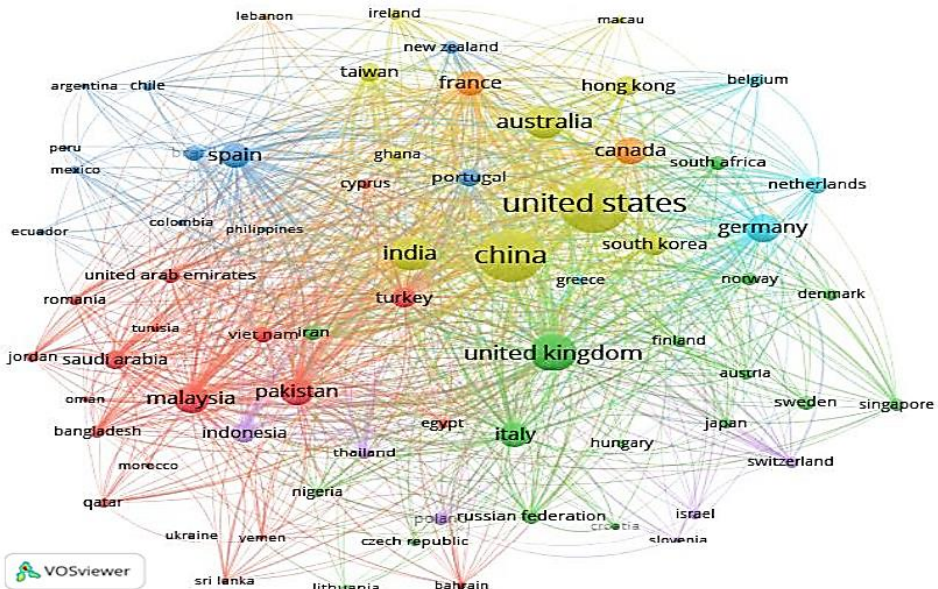 lebanon
ireland
macau
new zealand
taiwan
france
hong kong
belgium
argentina
chile
australia
peru
spain
ghana
canada
south africa
mexico
cyprus
portugal
netherlands
united states
ecuador
colombia
philippines
germany
india
china
south korea
united arab emirates
greece
norway
romania
turkey
denmark
tunisia
viet nam
iran
finland
jordan
saudi arabia
united kingdom
austria
oman
malaysia
pakistan
sweden
singapore
bangladesh
indonesia
egypt
italy
japan
thailand
hungary
morocco
switzerland
qatar
nigeria
russian federation
israel
croatia
ukraine
yemen
czech republic
slovenia
VOSviewer
sri lanka
lithuania
bahrain